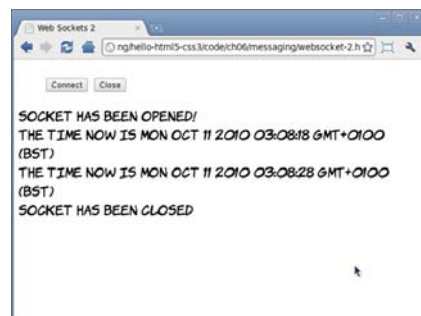 Web Sockets 2
ng/hello-html5-css3/code/ch06/messaging/websocket-2.h
Connect Close
SOCKET HAS BEEN OPENED!
THE TIME NOW IS MON OCT 11 2010 03:08:18 GMT+0100
(BST)
THE TIME NOW IS MON OCT 11 2010 03:08:28 GMT+0100
(BST)
SOCKET HAS BEEN CLOSED